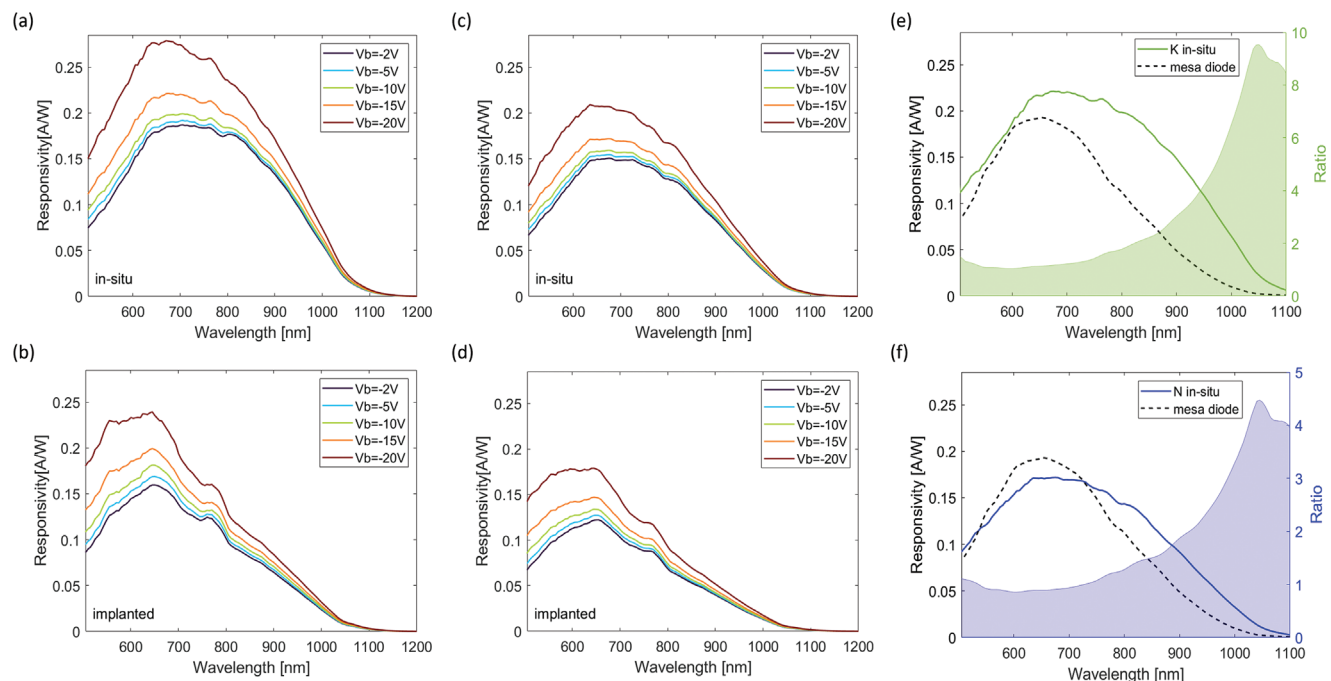 (a)
Responsivity[A/W]
0.25
0.2
0.15
0.1
0.05
0
Vb=-2V
Vb=-5V
Vb=-10V
Vb=-15V
Vb=-20V
in-situ
600 700 800 900 1000 1100 1200
Wavelength [nm]
(c)
Responsivity[A/W]
0.25
0.2
0.15
0.1
0.05
0
Vb=-2V
Vb=-5V
Vb=-10V
Vb=-15V
Vb=-20V
in-situ
600 700 800 900 1000 1100 1200
Wavelength [nm]
(e)
Responsivity [A/W]
0.25
0.2
0.15
0.1
0.05
0
K in-situ
mesa diode
10
8
6
4
2
0
Ratio
600 700 800 900 1000 1100
Wavelength [nm]
(b)
Responsivity[A/W]
0.25
0.2
0.15
0.1
0.05
0
Vb=-2V
Vb=-5V
Vb=-10V
Vb=-15V
Vb=-20V
implanted
600 700 800 900 1000 1100 1200
Wavelength [nm]
(d)
Responsivity[A/W]
0.25
0.2
0.15
0.1
0.05
0
Vb=-2V
Vb=-5V
Vb=-10V
Vb=-15V
Vb=-20V
implanted
600 700 800 900 1000 1100 1200
Wavelength [nm]
(f)
Responsivity [A/W]
0.25
0.2
0.15
0.1
0.05
0
N in-situ
mesa diode
5
4
3
2
1
0
Ratio
600 700 800 900 1000 1100
Wavelength [nm]